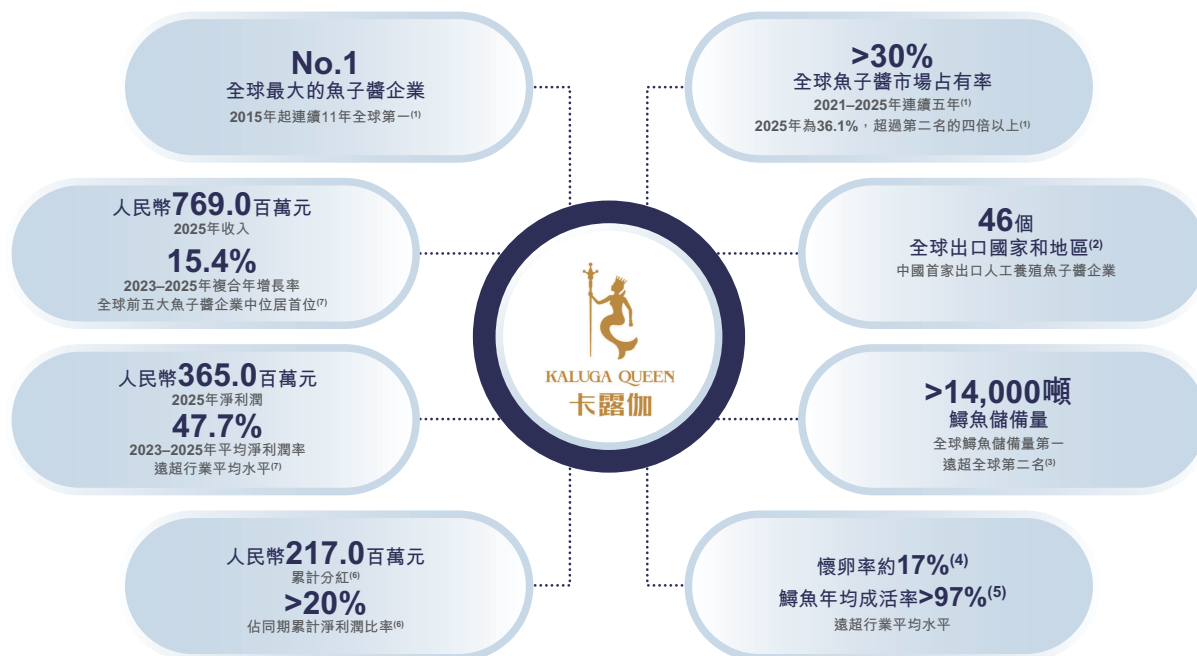 No.1
全球最大的魚子醬企業
2015年起連續11年全球第一(1)
>30%
全球魚子醬市場占有率
2021–2025年連續五年(1)
2025年為36.1%，超過第二名的四倍以上(1)
人民幣769.0百萬元
2025年收入
15.4%
2023–2025年複合年增長率
全球前五大魚子醬企業中位居首位(7)
46個
全球出口國家和地區(2)
中國首家出口人工養殖魚子醬企業
KALUGA QUEEN
卡露伽
人民幣365.0百萬元
2025年淨利潤
47.7%
2023–2025年平均淨利潤率
遠超行業平均水平(7)
>14,000噸
鱘魚儲備量
全球鱘魚儲備量第一
遠超全球第二名(3)
人民幣217.0百萬元
累計分紅(6)
>20%
佔同期累計淨利潤比率(6)
懷卵率約17%(4)
鱘魚年均成活率>97%(5)
遠超行業平均水平